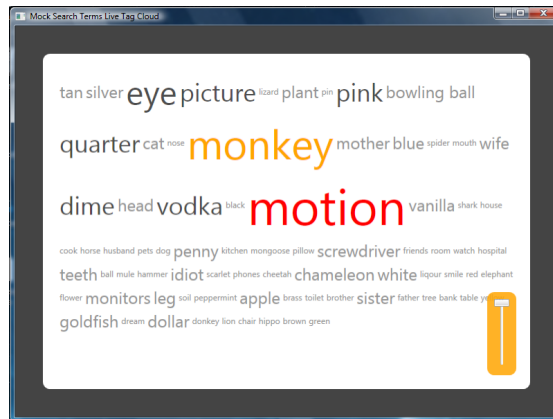 Mock Search Terms Live Tag Cloud
tan silver eye picture lizard plant pin pink bowling ball
quarter cat nose monkey mother blue spider mouth wife
dime head vodka black motion vanilla shark house
cook horse husband pets dog penny kitchen mongoose pillow screwdriver friends room watch hospital
teeth ball mule hammer idiot scarlet phones cheetah chameleon white liqour smile red elephant
flower monitors leg soil peppermint apple brass toilet brother sister father tree bank table
goldfish dream dollar donkey lion chair hippo brown green